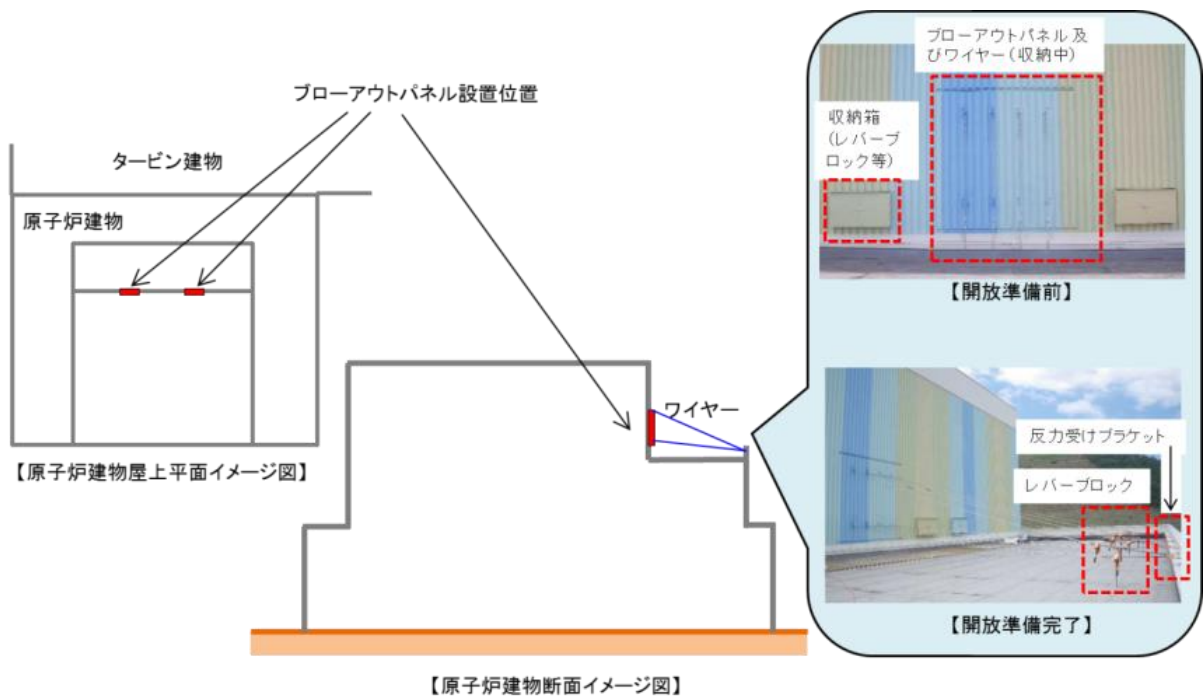 ブローアウトパネル設置位置
タービン建物
原子炉建物
【原子炉建物屋上平面イメージ図】
ワイヤー
【原子炉建物断面イメージ図】
ブローアウトパネル及
びワイヤー(収納中)
収納箱
(レバーブ
ロック等)
【開放準備前】
反力受けブラケット
レバーブロック
【開放準備完了】